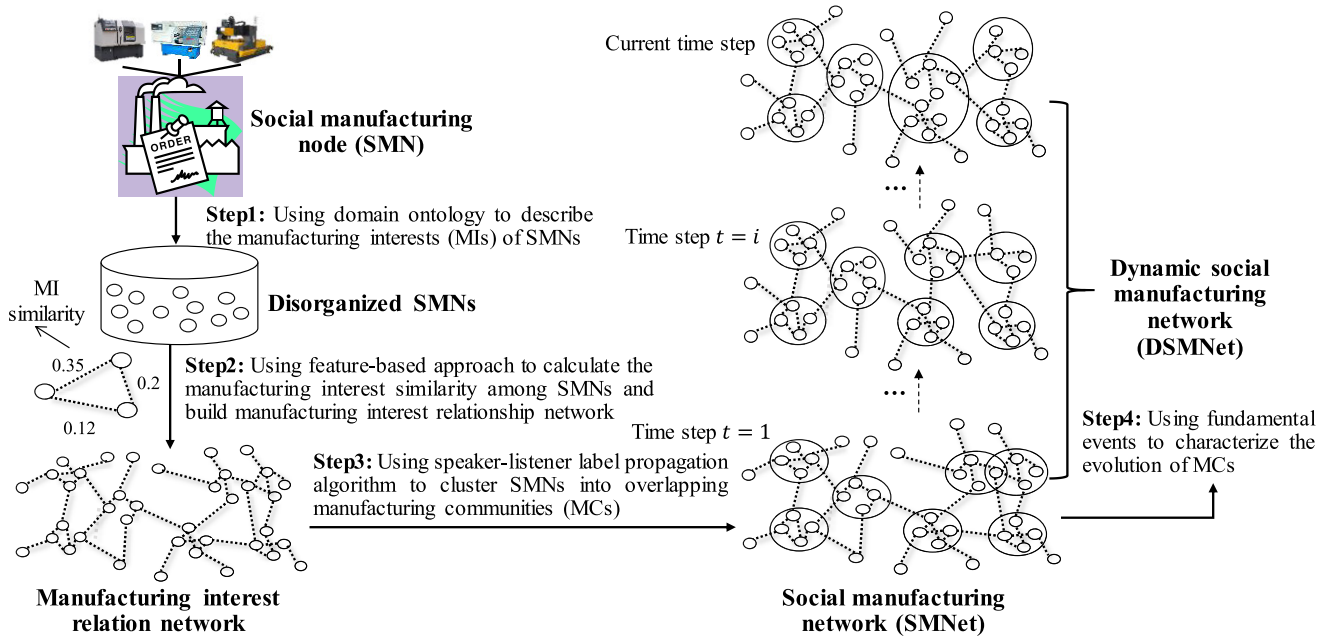 ORDER
Social manufacturing
node (SMN)
Step1: Using domain ontology to describe
the manufacturing interests (MIs) of SMNs
MI
similarity
Disorganized SMNs
0.35
0.2
0.12
Step2: Using feature-based approach to calculate the
manufacturing interest similarity among SMNs and
build manufacturing interest relationship network
Manufacturing interest
relation network
Step3: Using speaker-listener label propagation
algorithm to cluster SMNs into overlapping
manufacturing communities (MCs)
Current time step
...
Time step t = i
...
Time step t = 1
Social manufacturing
network (SMNet)
Dynamic social
manufacturing
network
(DSMNet)
Step4: Using fundamental
events to characterize the
evolution of MCs